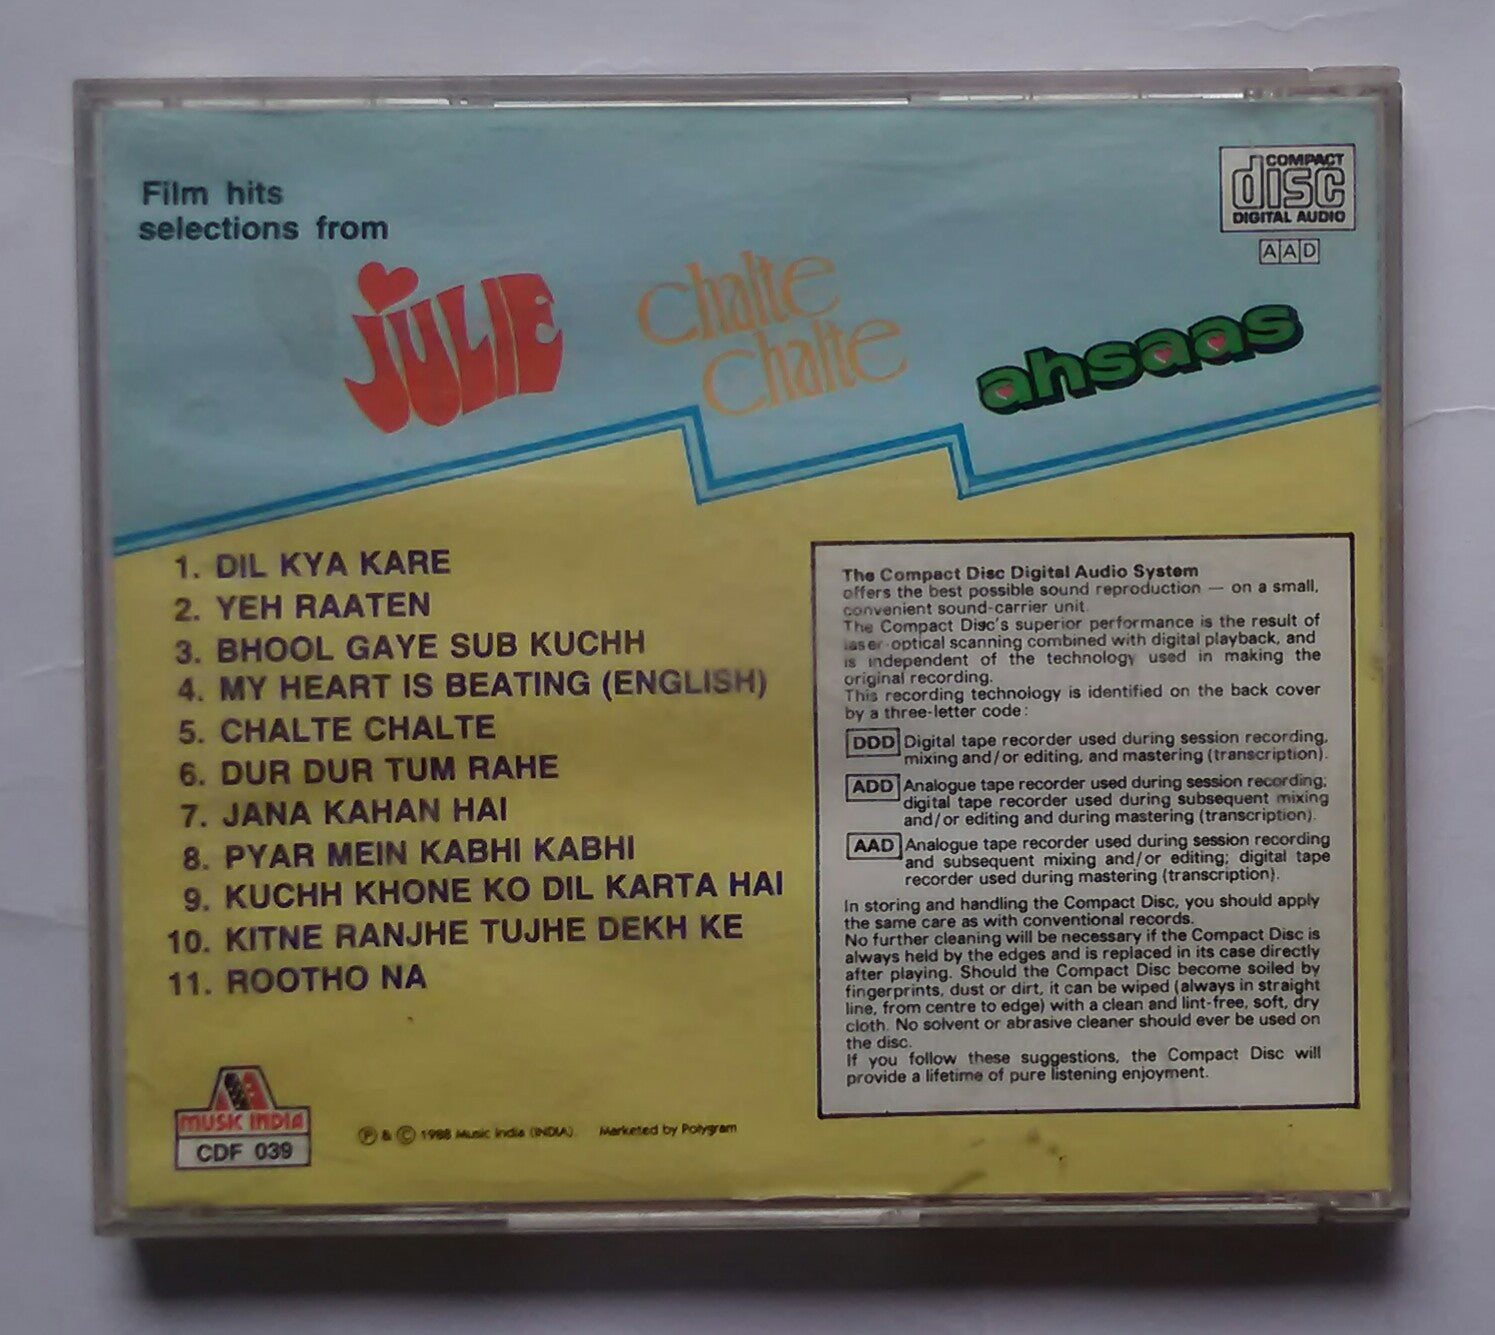 Film hits
selections from
JULIE
Chalte
Chalte
ahsaas
COMPACT
disc
DIGITAL AUDIO
AAD
1. DIL KYA KARE
2. YEH RAATEN
3. BHOOL GAYE SUB KUCHH
4. MY HEART IS BEATING (ENGLISH)
5. CHALTE CHALTE
6. DUR DUR TUM RAHE
7. JANA KAHAN HAI
8. PYAR MEIN KABHI KABHI
9. KUCHH KHONE KO DIL KARTA HAI
10. KITNE RANJHE TUJHE DEKH KE
11. ROOTHO NA
The Compact Disc Digital Audio System
offers the best possible sound reproduction — on a small,
convenient sound-carrier unit.
The Compact Disc's superior performance is the result of
laser-optical scanning combined with digital playback, and
is independent of the technology used in making the
original recording.
This recording technology is identified on the back cover
by a three-letter code:
DDD Digital tape recorder used during session recording,
mixing and/or editing, and mastering (transcription).
ADD Analogue tape recorder used during session recording;
digital tape recorder used during subsequent mixing
and/or editing and during mastering (transcription).
AAD Analogue tape recorder used during session recording
and subsequent mixing and/or editing; digital tape
recorder used during mastering (transcription).
In storing and handling the Compact Disc, you should apply
the same care as with conventional records.
No further cleaning will be necessary if the Compact Disc is
always held by the edges and is replaced in its case directly
after playing. Should the Compact Disc become soiled by
fingerprints, dust or dirt, it can be wiped (always in straight
line, from centre to edge) with a clean and lint-free, soft, dry
cloth. No solvent or abrasive cleaner should ever be used on
the disc.
If you follow these suggestions, the Compact Disc will
provide a lifetime of pure listening enjoyment.
MUSIC INDIA
CDF 039
Ⓟ & © 1988 Music India (INDIA). Marketed by Polygram